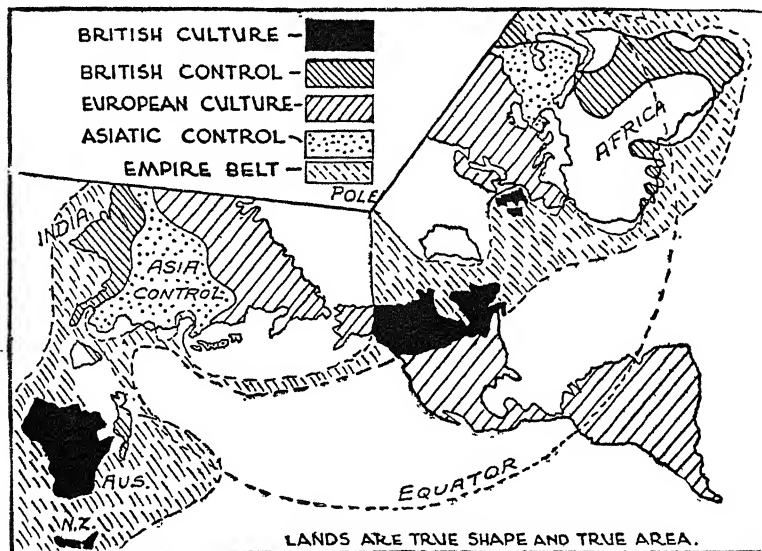 BRITISH CULTURE
BRITISH CONTROL
EUROPEAN CULTURE
ASIATIC CONTROL
EMPIRE BELT
POLE
AFRICA
INDIA
ASIA
CONTROL
AUS.
N.Z.
EQUATOR
LANDS ARE TRUE SHAPE AND TRUE AREA.